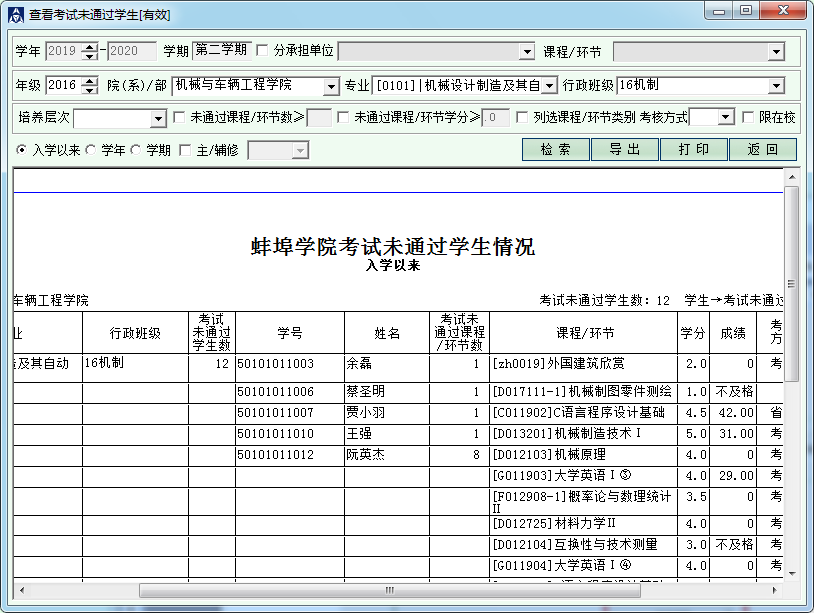 查看考试未通过学生[有效]
学年 2019 - 2020 学期 第二学期 分承担单位 课程/环节
年级 2016 院(系)/部 机械与车辆工程学院 专业 [0101]|机械设计制造及其自 行政班级 16机制
培养层次 未通过课程/环节数≥ 未通过课程/环节学分≥ .0 列选课程/环节类别 考核方式 限在校
入学以来 学年 学期 主/辅修 检 索 导 出 打 印 返 回
蚌埠学院考试未通过学生情况
入学以来
车辆工程学院 考试未通过学生数: 12 学生→考试未通过
业 行政班级 考试未通过学生数 学号 姓名 考试未通过课程/环节数 课程/环节 学分 成绩 考方
造及其自动 16机制 12 50101011003 余磊 1 [zh0019]外国建筑欣赏 2.0 0 考
50101011006 蔡圣明 1 [D017111-1]机械制图零件测绘 1.0 不及格
50101011007 贾小羽 1 [C011902]C语言程序设计基础 4.5 42.00 省
50101011010 王强 1 [D013201]机械制造技术Ⅰ 5.0 31.00 考
50101011012 阮英杰 8 [D012103]机械原理 4.0 0 考
[G011903]大学英语Ⅰ③ 4.0 29.00 考
[F012908-1]概率论与数理统计Ⅱ 3.5 0 考
[D012725]材料力学Ⅱ 4.0 0 考
[D012104]互换性与技术测量 3.0 不及格 考
[G011904]大学英语Ⅰ④ 4.0 0 考